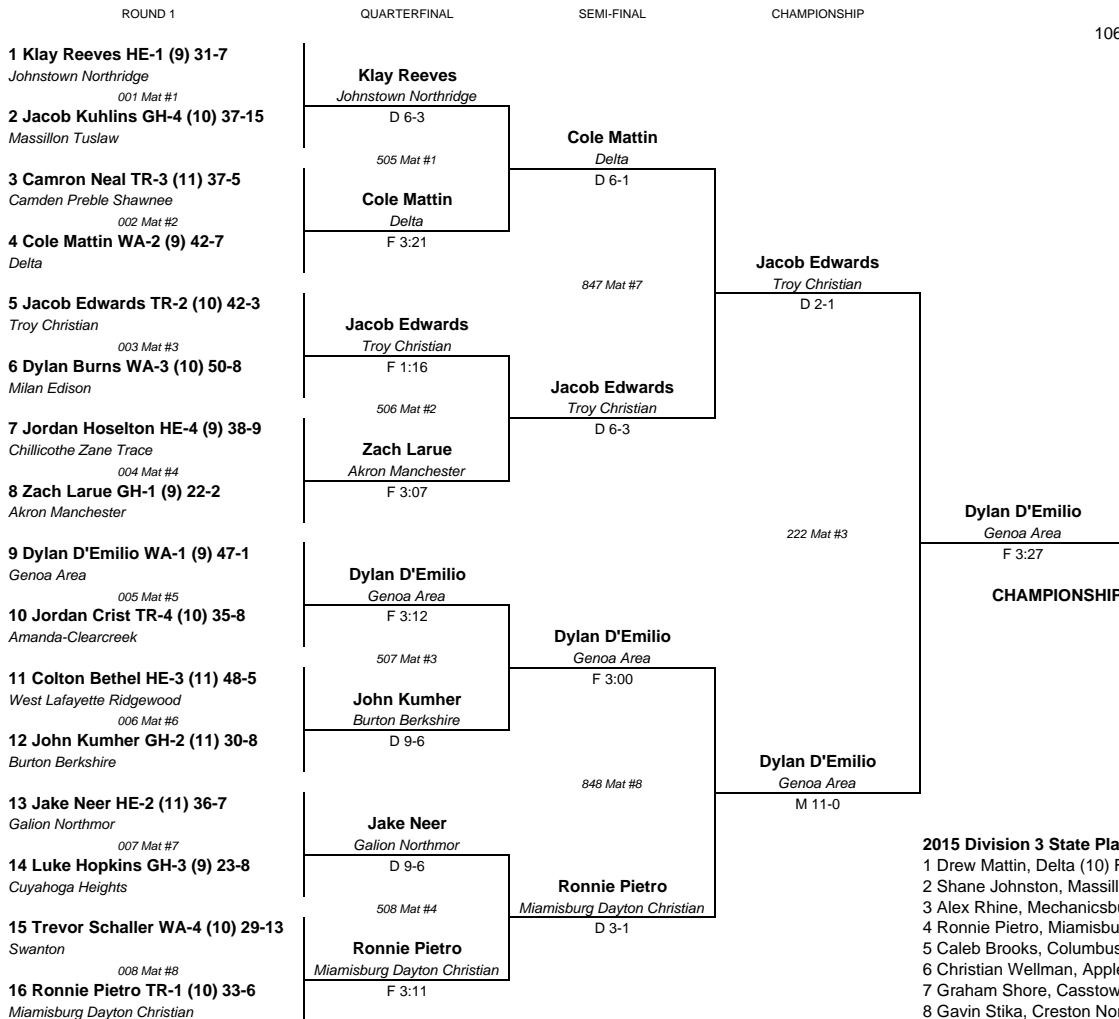 ROUND 1
QUARTERFINAL
SEMI-FINAL
CHAMPIONSHIP
106
1 Klay Reeves HE-1 (9) 31-7
Johnstown Northridge
001 Mat #1
2 Jacob Kuhlins GH-4 (10) 37-15
Massillon Tuslaw
3 Camron Neal TR-3 (11) 37-5
Camden Preble Shawnee
002 Mat #2
4 Cole Mattin WA-2 (9) 42-7
Delta
5 Jacob Edwards TR-2 (10) 42-3
Troy Christian
003 Mat #3
6 Dylan Burns WA-3 (10) 50-8
Milan Edison
7 Jordan Hoselton HE-4 (9) 38-9
Chillicothe Zane Trace
004 Mat #4
8 Zach Larue GH-1 (9) 22-2
Akron Manchester
9 Dylan D'Emilio WA-1 (9) 47-1
Genoa Area
005 Mat #5
10 Jordan Crist TR-4 (10) 35-8
Amanda-Clearcreek
11 Colton Bethel HE-3 (11) 48-5
West Lafayette Ridgewood
006 Mat #6
12 John Kumher GH-2 (11) 30-8
Burton Berkshire
13 Jake Neer HE-2 (11) 36-7
Galion Northmor
007 Mat #7
14 Luke Hopkins GH-3 (9) 23-8
Cuyahoga Heights
15 Trevor Schaller WA-4 (10) 29-13
Swanton
008 Mat #8
16 Ronnie Pietro TR-1 (10) 33-6
Miamisburg Dayton Christian
Klay Reeves
Johnstown Northridge
D 6-3
505 Mat #1
Cole Mattin
Delta
F 3:21
Jacob Edwards
Troy Christian
F 1:16
506 Mat #2
Zach Larue
Akron Manchester
F 3:07
Dylan D'Emilio
Genoa Area
F 3:12
507 Mat #3
John Kumher
Burton Berkshire
D 9-6
Jake Neer
Galion Northmor
D 9-6
508 Mat #4
Ronnie Pietro
Miamisburg Dayton Christian
F 3:11
Cole Mattin
Delta
D 6-1
847 Mat #7
Jacob Edwards
Troy Christian
D 6-3
Dylan D'Emilio
Genoa Area
F 3:00
848 Mat #8
Ronnie Pietro
Miamisburg Dayton Christian
D 3-1
Jacob Edwards
Troy Christian
D 2-1
222 Mat #3
Dylan D'Emilio
Genoa Area
M 11-0
Dylan D'Emilio
Genoa Area
F 3:27
CHAMPIONSHIP
2015 Division 3 State Pla
1 Drew Mattin, Delta (10)
2 Shane Johnston, Massill
3 Alex Rhine, Mechanicsbu
4 Ronnie Pietro, Miamisbu
5 Caleb Brooks, Columbus
6 Christian Wellman, Apple
7 Graham Shore, Casstow
8 Gavin Stika, Creston No